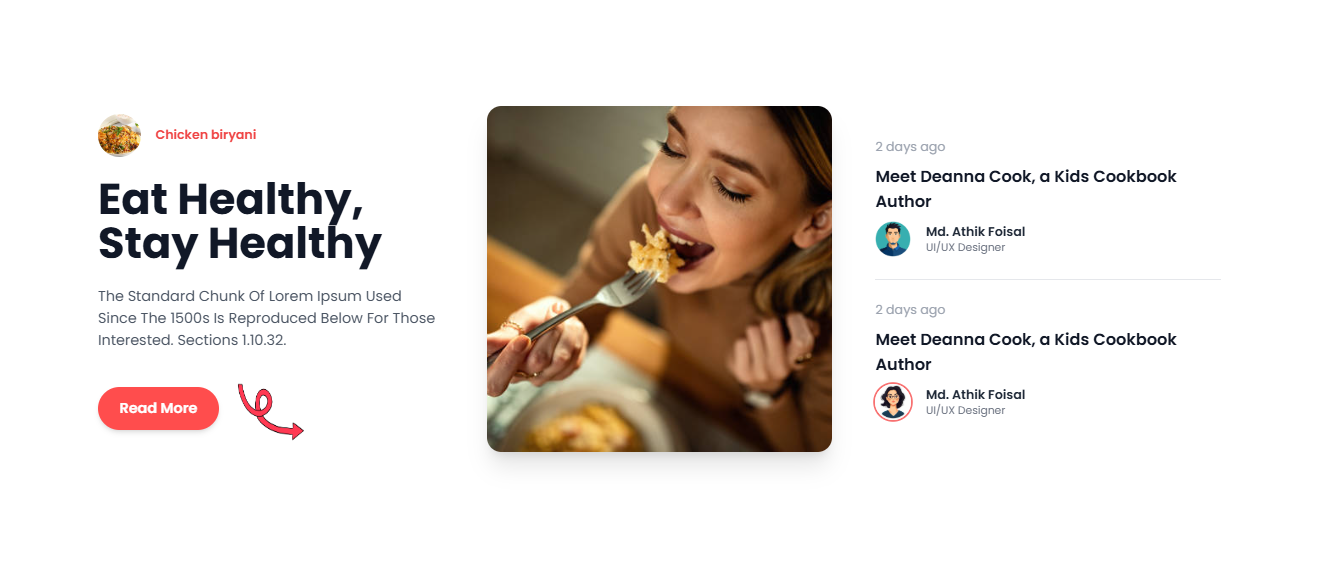 Chicken biryani
Eat Healthy,
Stay Healthy
The Standard Chunk Of Lorem Ipsum Used
Since The 1500s Is Reproduced Below For Those
Interested. Sections 1.10.32.
Read More
2 days ago
Meet Deanna Cook, a Kids Cookbook
Author
Md. Athik Foisal
UI/UX Designer
2 days ago
Meet Deanna Cook, a Kids Cookbook
Author
Md. Athik Foisal
UI/UX Designer